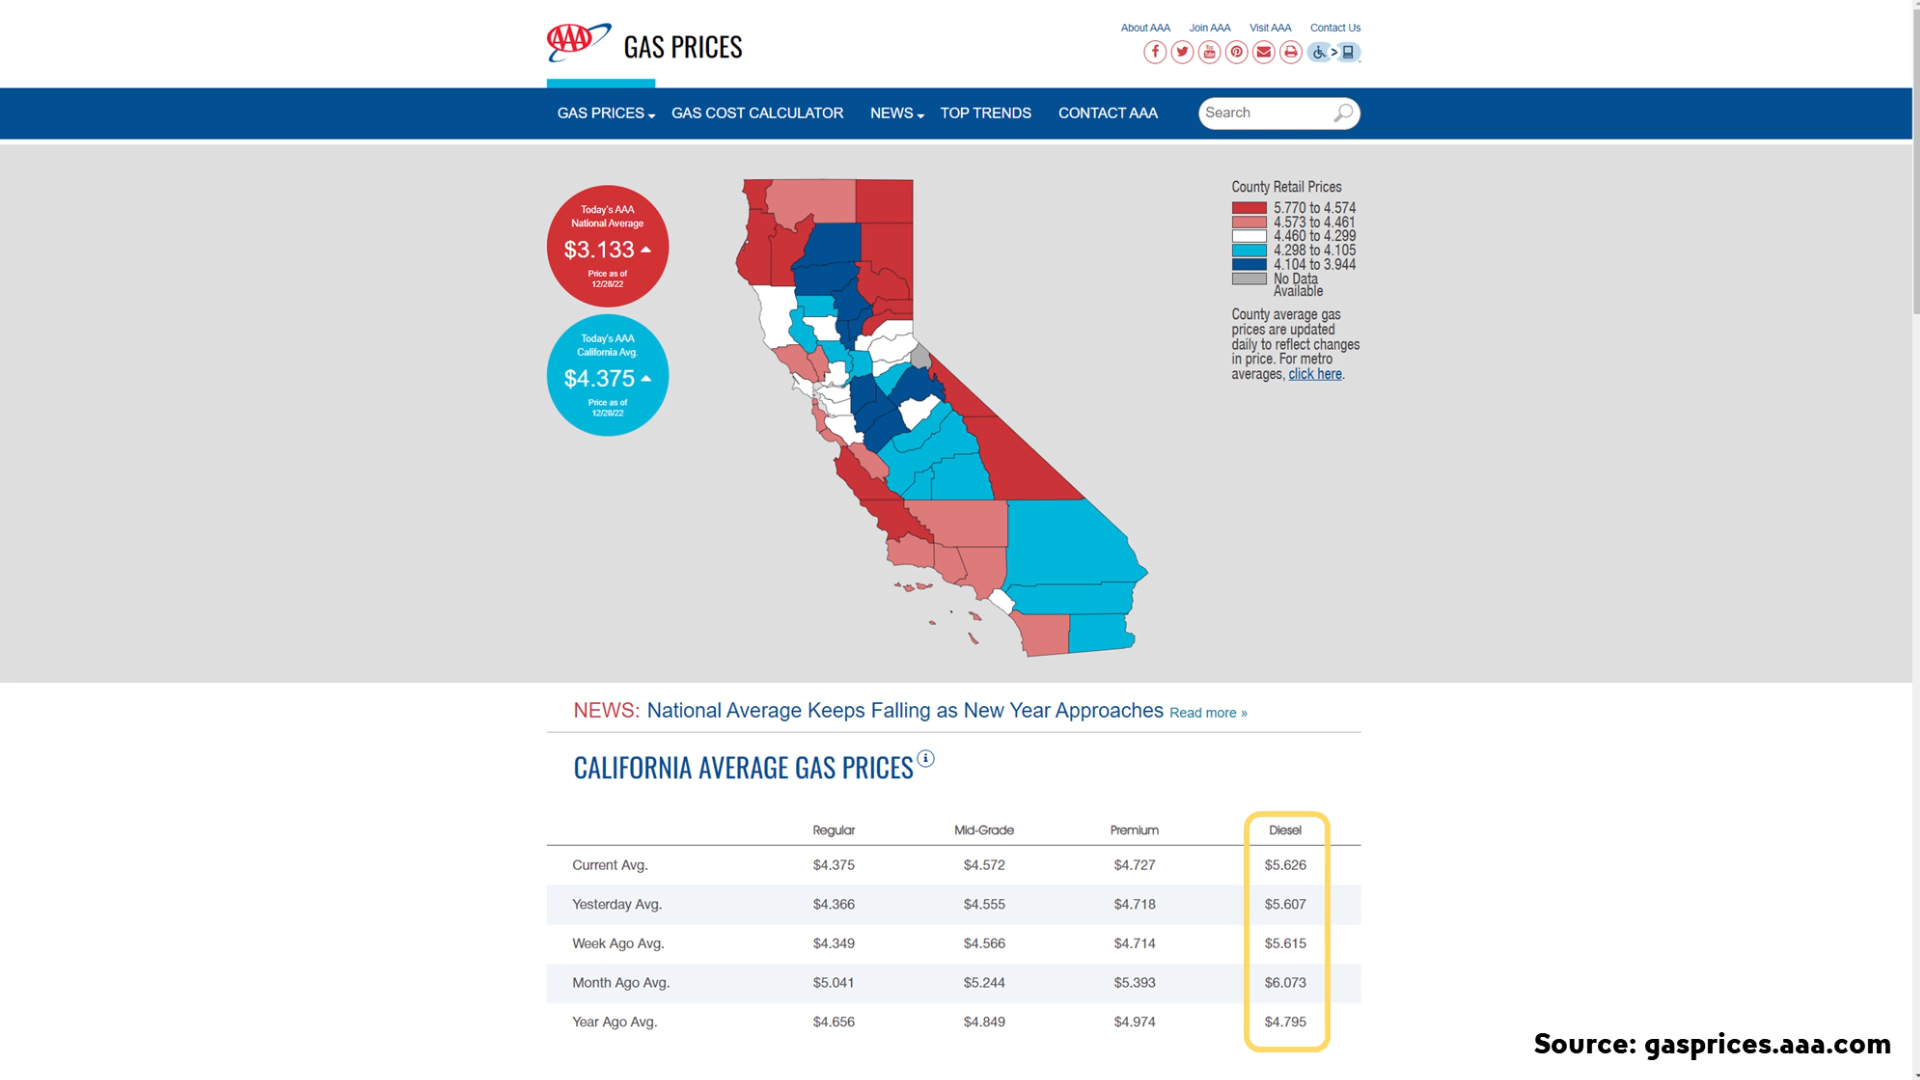 AAA
GAS PRICES
About AAA Join AAA Visit AAA Contact Us
GAS PRICES GAS COST CALCULATOR NEWS TOP TRENDS CONTACT AAA Search
Today's AAA
National Average
$3.133
Price as of
12/28/22
Today's AAA
California Avg.
$4.375
Price as of
12/28/22
County Retail Prices
5.770 to 4.574
4.573 to 4.461
4.460 to 4.299
4.298 to 4.105
4.104 to 3.944
No Data
Available
County average gas
prices are updated
daily to reflect changes
in price. For metro
averages, click here.
NEWS: National Average Keeps Falling as New Year Approaches Read more »
CALIFORNIA AVERAGE GAS PRICES
Regular Mid-Grade Premium Diesel
Current Avg. $4.375 $4.572 $4.727 $5.626
Yesterday Avg. $4.366 $4.555 $4.718 $5.607
Week Ago Avg. $4.349 $4.566 $4.714 $5.615
Month Ago Avg. $5.041 $5.244 $5.393 $6.073
Year Ago Avg. $4.656 $4.849 $4.974 $4.795
Source: gasprices.aaa.com